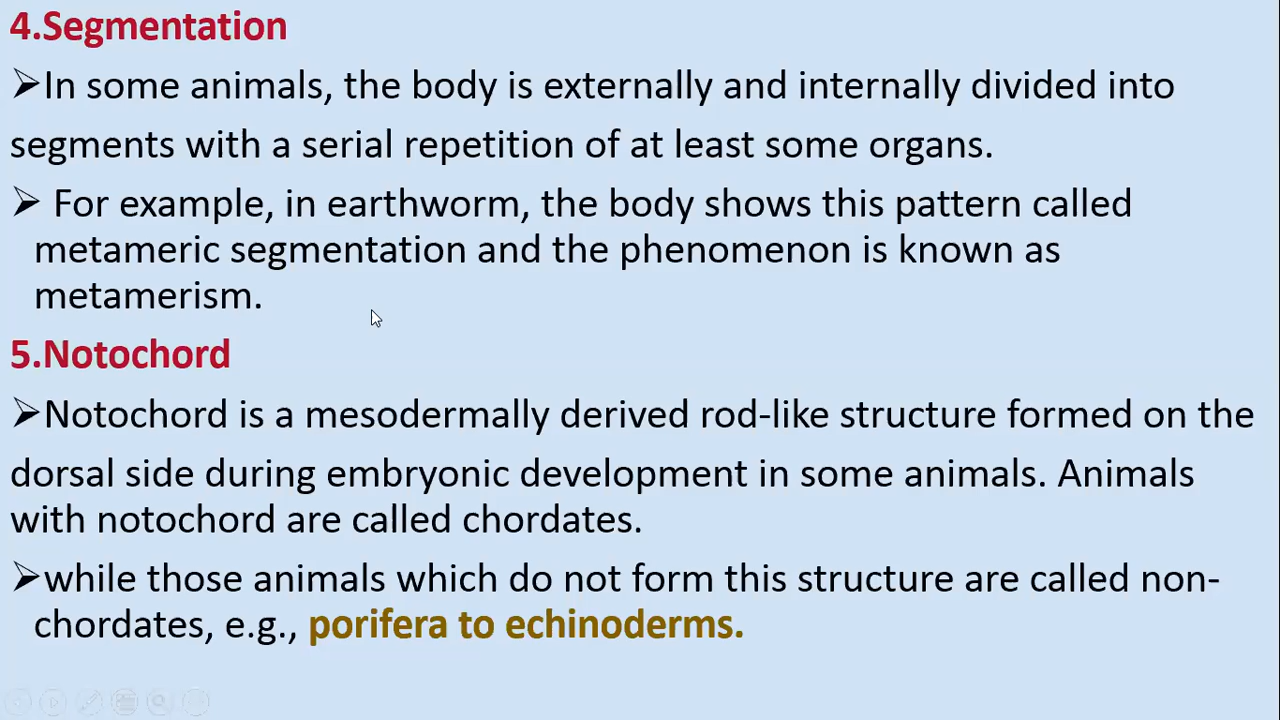 4.Segmentation
➢In some animals, the body is externally and internally divided into
segments with a serial repetition of at least some organs.
➢ For example, in earthworm, the body shows this pattern called
metameric segmentation and the phenomenon is known as
metamerism.
5.Notochord
➢Notochord is a mesodermally derived rod-like structure formed on the
dorsal side during embryonic development in some animals. Animals
with notochord are called chordates.
➢while those animals which do not form this structure are called non-
chordates, e.g., porifera to echinoderms.